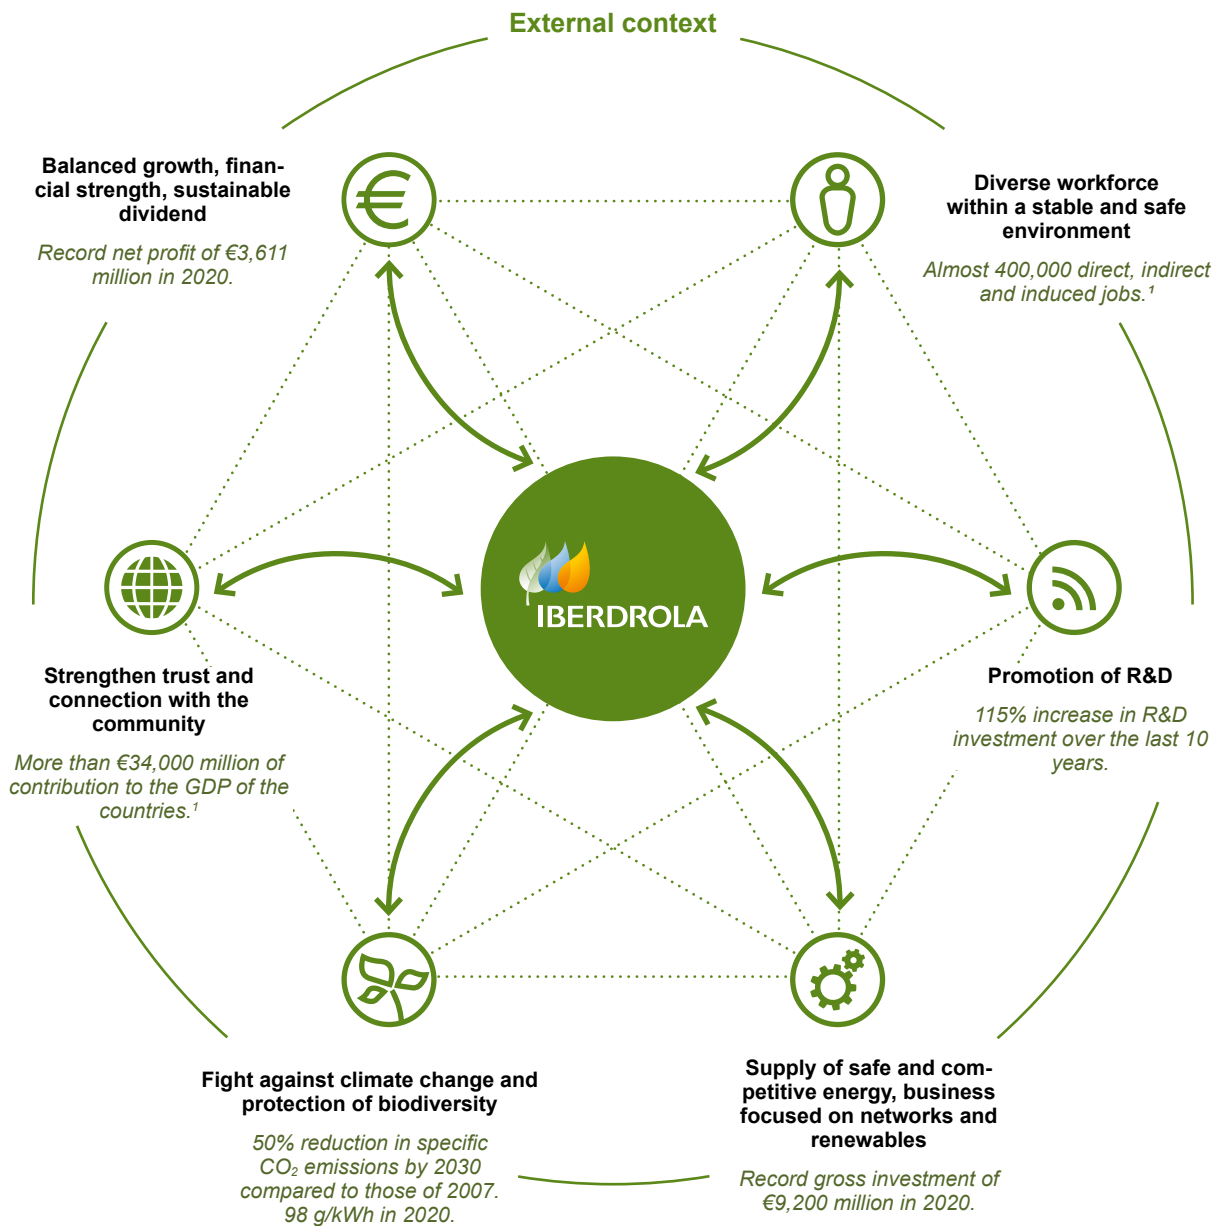 External context
Balanced growth, finan-
cial strength, sustainable
dividend
Record net profit of €3,611
million in 2020.
Diverse workforce
within a stable and safe
environment
Almost 400,000 direct, indirect
and induced jobs.¹
IBERDROLA
Strengthen trust and
connection with the
community
More than €34,000 million of
contribution to the GDP of the
countries.¹
Promotion of R&D
115% increase in R&D
investment over the last 10
years.
Fight against climate change and
protection of biodiversity
50% reduction in specific
CO₂ emissions by 2030
compared to those of 2007.
98 g/kWh in 2020.
Supply of safe and com-
petitive energy, business
focused on networks and
renewables
Record gross investment of
€9,200 million in 2020.